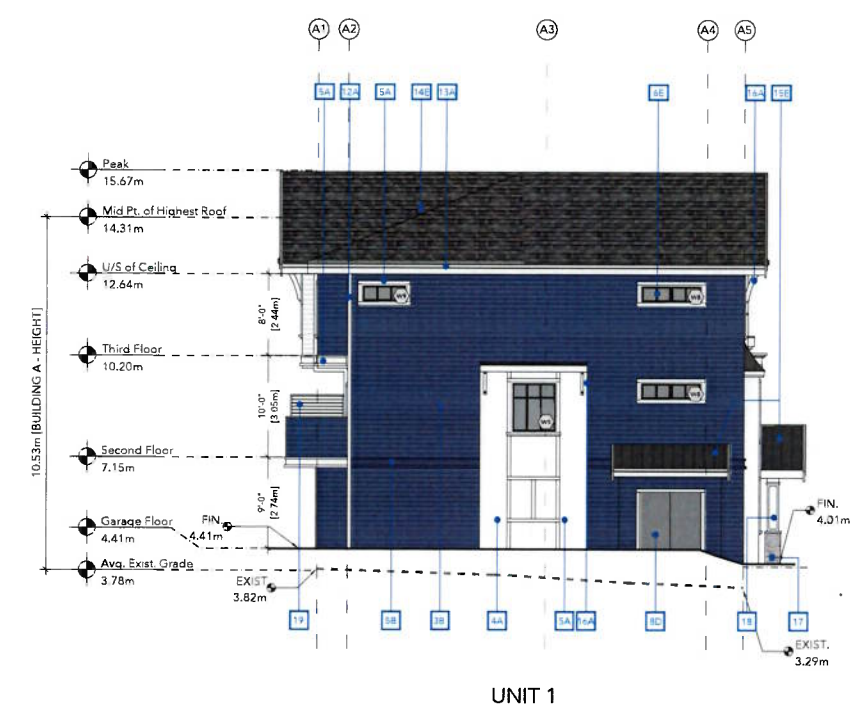 A1 A2 A3 A4 A5
5A 12A 5A 14E 13A 6E 16A 15E
Peak
15.67m
Mid Pt. of Highest Roof
14.31m
U/S of Ceiling
12.64m
8'-0"
[2.44m]
Third Floor
10.20m
10.53m [BUILDING A - HEIGHT]
10'-0"
[3.05m]
Second Floor
7.15m
9'-0"
[2.74m]
Garage Floor
4.41m
FIN.
4.41m
FIN.
4.01m
Avg. Exist. Grade
3.78m
EXIST.
3.82m
19 5B 3B 4A 5A 16A 8D 18 17
EXIST.
3.29m
UNIT 1